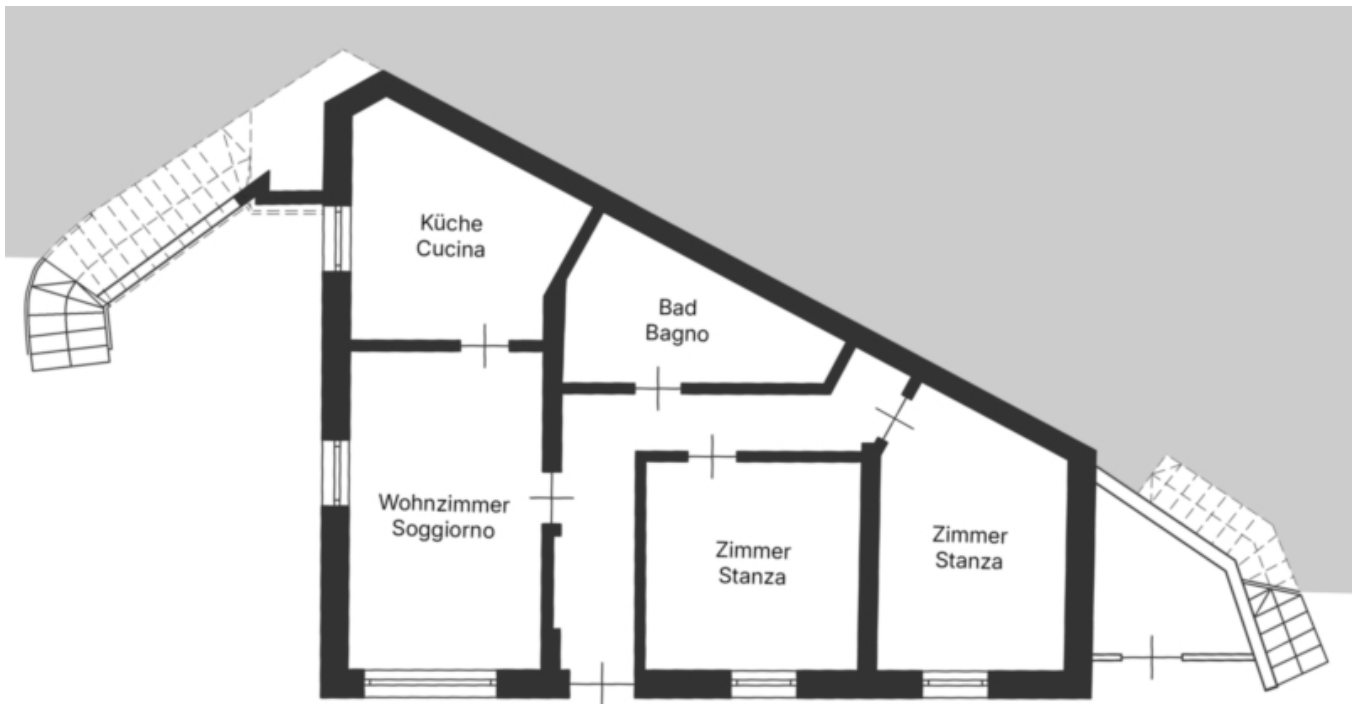 Küche
Cucina
Bad
Bagno
Wohnzimmer
Soggiorno
Zimmer
Stanza
Zimmer
Stanza